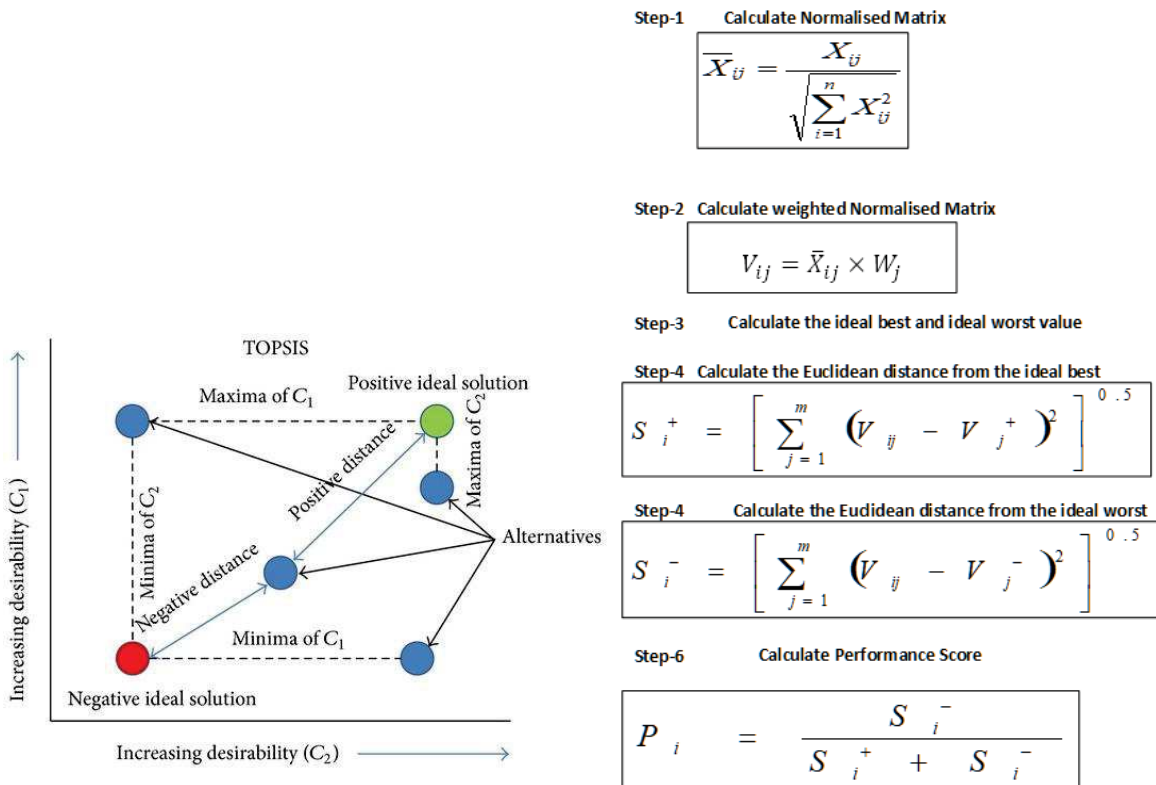 TOPSIS
Positive ideal solution
Maxima of C₁
Maxima of C₂
Positive distance
Minima of C₂
Alternatives
Negative distance
Minima of C₁
Negative ideal solution
Increasing desirability (C₁)
Increasing desirability (C₂)
Step-1 Calculate Normalised Matrix
X̅ᵢⱼ = Xᵢⱼ / √(∑ᵢ₌₁ⁿ X²ᵢⱼ)
Step-2 Calculate weighted Normalised Matrix
Vᵢⱼ = X̅ᵢⱼ × Wⱼ
Step-3 Calculate the ideal best and ideal worst value
Step-4 Calculate the Euclidean distance from the ideal best
Sᵢ⁺ = [ ∑ⱼ₌₁ᵐ (Vᵢⱼ − Vⱼ⁺)² ]⁰·⁵
Step-4 Calculate the Euclidean distance from the ideal worst
Sᵢ⁻ = [ ∑ⱼ₌₁ᵐ (Vᵢⱼ − Vⱼ⁻)² ]⁰·⁵
Step-6 Calculate Performance Score
Pᵢ = Sᵢ⁻ / (Sᵢ⁺ + Sᵢ⁻)